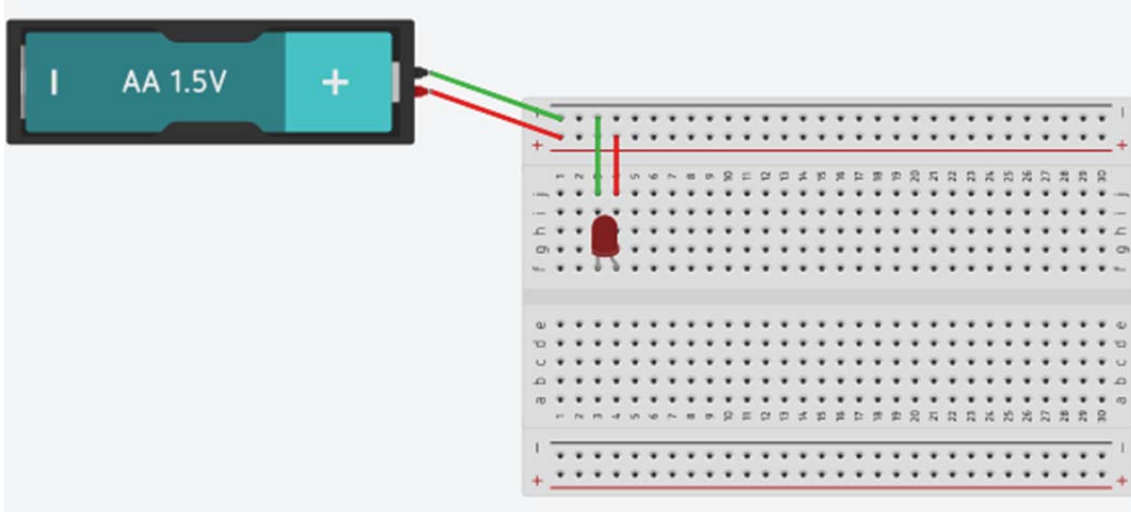 AA 1.5V
+
−
−
+
+
1 2 3 4 5 6 7 8 9 10 11 12 13 14 15 16 17 18 19 20 21 22 23 24 25 26 27 28 29 30
j j
i i
h h
g g
f f
e e
d d
c c
b b
a a
1 2 3 4 5 6 7 8 9 10 11 12 13 14 15 16 17 18 19 20 21 22 23 24 25 26 27 28 29 30
− −
+ +